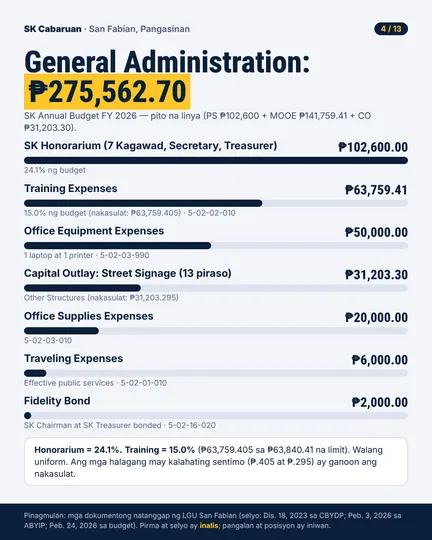 SK Cabaruan · San Fabian, Pangasinan
4 / 13
General Administration:
₱275,562.70
SK Annual Budget FY 2026 — pito na linya (PS ₱102,600 + MOOE ₱141,759.41 + CO
₱31,203.30).
SK Honorarium (7 Kagawad, Secretary, Treasurer)
₱102,600.00
24.1% ng budget
Training Expenses
₱63,759.41
15.0% ng budget (nakasulat: ₱63,759.405) · 5-02-02-010
Office Equipment Expenses
₱50,000.00
1 laptop at 1 printer · 5-02-03-990
Capital Outlay: Street Signage (13 piraso)
₱31,203.30
Other Structures (nakasulat: ₱31,203.295)
Office Supplies Expenses
₱20,000.00
5-02-03-010
Traveling Expenses
₱6,000.00
Effective public services · 5-02-01-010
Fidelity Bond
₱2,000.00
SK Chairman at SK Treasurer bonded · 5-02-16-020
Honorarium = 24.1%. Training = 15.0% (₱63,759.405 sa ₱63,840.41 na limit). Walang
uniform. Ang mga halagang may kalahating sentimo (₱.405 at ₱.295) ay ganoon ang
nakasulat.
Pinagmulan: mga dokumentong natanggap ng LGU San Fabian (selyo: Dis. 18, 2023 sa CBYDP; Peb. 3, 2026 sa
ABYIP; Peb. 24, 2026 sa budget). Pirma at selyo ay inalis; pangalan at posisyon ay iniwan.